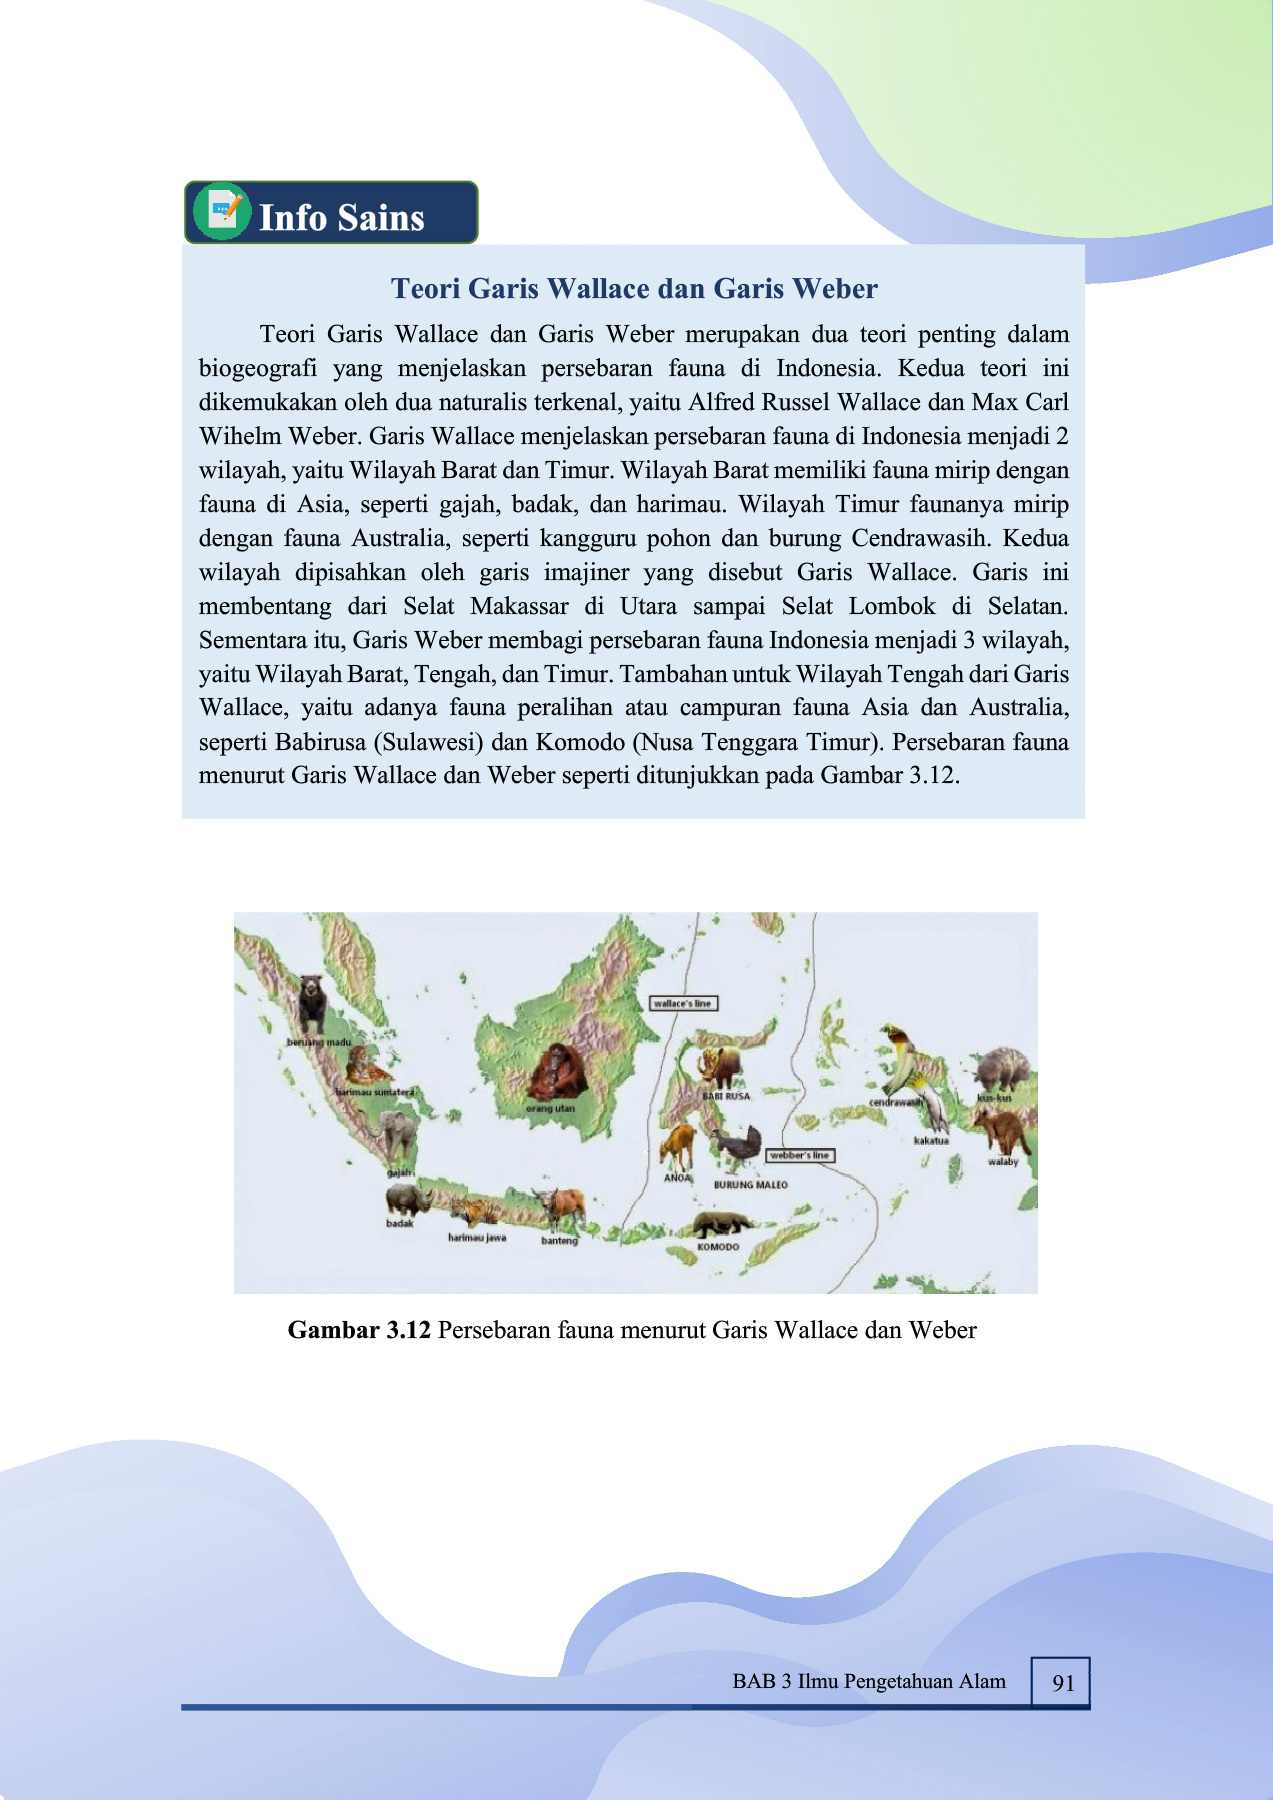 Info Sains
Teori Garis Wallace dan Garis Weber
Teori Garis Wallace dan Garis Weber merupakan dua teori penting dalam
biogeografi yang menjelaskan persebaran fauna di Indonesia. Kedua teori ini
dikemukakan oleh dua naturalis terkenal, yaitu Alfred Russel Wallace dan Max Carl
Wihelm Weber. Garis Wallace menjelaskan persebaran fauna di Indonesia menjadi 2
wilayah, yaitu Wilayah Barat dan Timur. Wilayah Barat memiliki fauna mirip dengan
fauna di Asia, seperti gajah, badak, dan harimau. Wilayah Timur faunanya mirip
dengan fauna Australia, seperti kangguru pohon dan burung Cendrawasih. Kedua
wilayah dipisahkan oleh garis imajiner yang disebut Garis Wallace. Garis ini
membentang dari Selat Makassar di Utara sampai Selat Lombok di Selatan.
Sementara itu, Garis Weber membagi persebaran fauna Indonesia menjadi 3 wilayah,
yaitu Wilayah Barat, Tengah, dan Timur. Tambahan untuk Wilayah Tengah dari Garis
Wallace, yaitu adanya fauna peralihan atau campuran fauna Asia dan Australia,
seperti Babirusa (Sulawesi) dan Komodo (Nusa Tenggara Timur). Persebaran fauna
menurut Garis Wallace dan Weber seperti ditunjukkan pada Gambar 3.12.
wallace's line
beruang madu
harimau sumatera
orang utan
BABI RUSA
cendrawasih
kus-kus
kakatua
walaby
webber's line
gajah
ANOA
BURUNG MALEO
badak
harimau jawa
banteng
KOMODO
Gambar 3.12 Persebaran fauna menurut Garis Wallace dan Weber
BAB 3 Ilmu Pengetahuan Alam
91